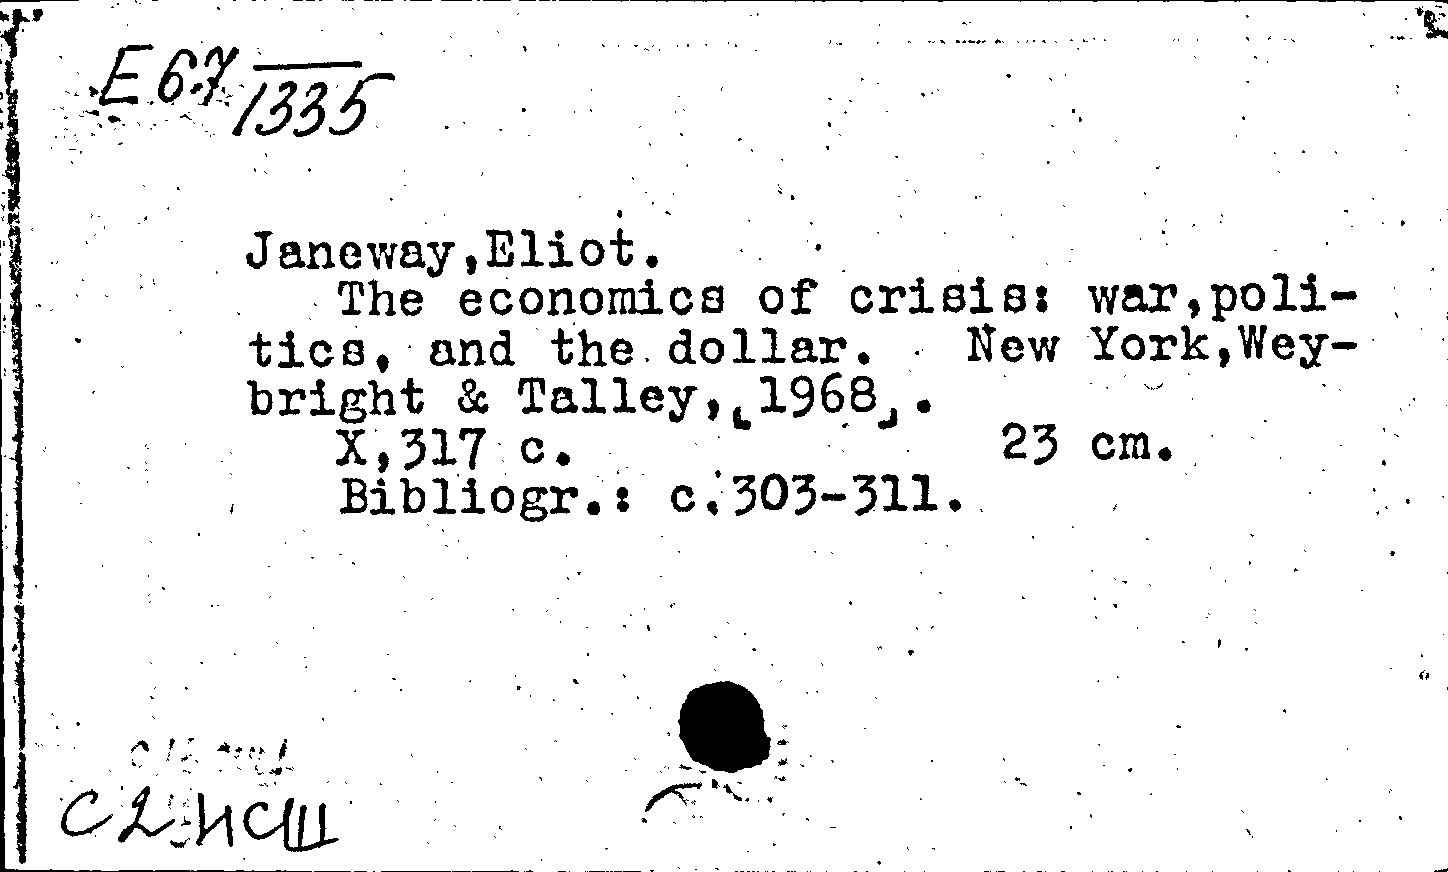 E67
1335
Janeway,Eliot.
The economics of crisis: war,poli-
tics, and the dollar. New York,Wey-
bright & Talley,[1968].
X,317 c. 23 cm.
Bibliogr.: c.303-311.